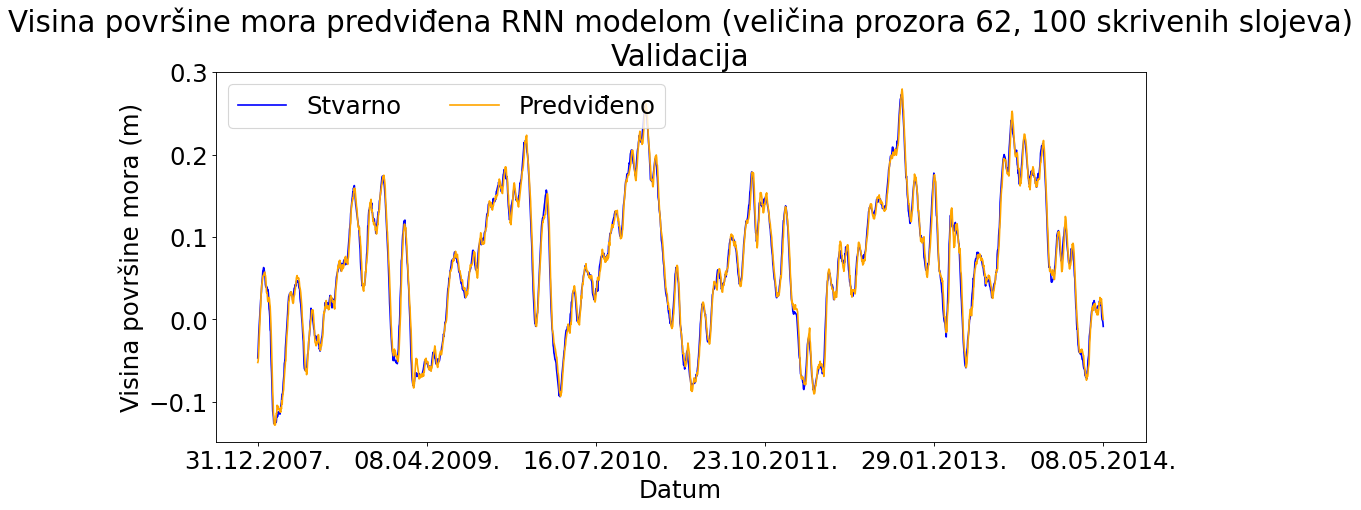 Visina površine mora predviđena RNN modelom (veličina prozora 62, 100 skrivenih slojeva)
Validacija
Stvarno
Predviđeno
Visina površine mora (m)
0.3
0.2
0.1
0.0
−0.1
31.12.2007.
08.04.2009.
16.07.2010.
23.10.2011.
29.01.2013.
08.05.2014.
Datum